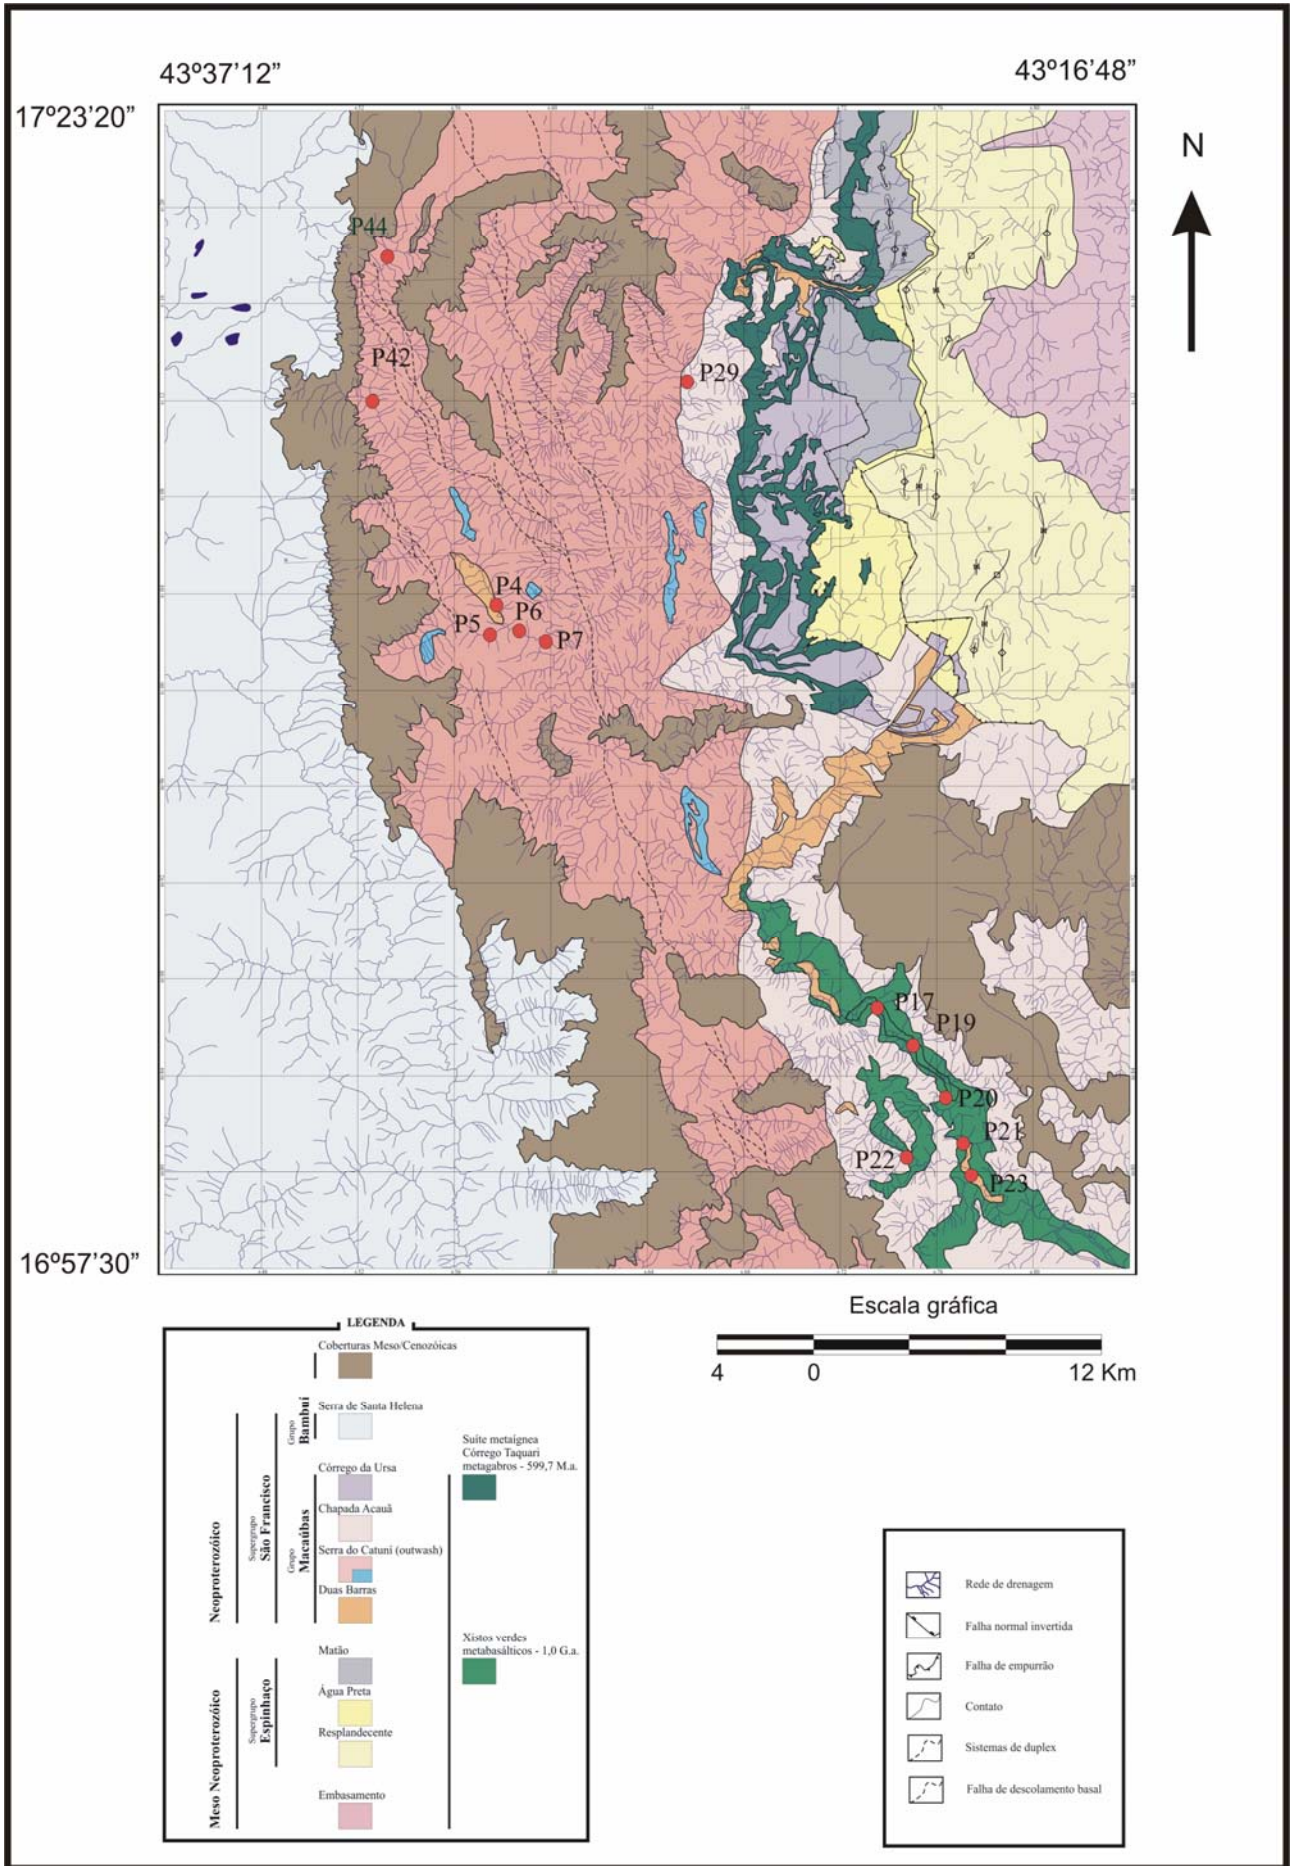 43º37'12”
43º16'48”
17º23'20”
N
P44
P42
P29
P4
P6
P5
P7
P17
P19
P20
P21
P22
P23
16º57'30”
Escala gráfica
4 0 12 Km
LEGENDA
Coberturas Meso/Cenozóicas
Serra de Santa Helena
Grupo
Bambuí
Suíte metaígnea
Córrego Taquari
metagabros - 599,7 M.a.
Córrego da Ursa
Chapada Acauã
Serra do Catuni (outwash)
Duas Barras
Grupo
Macaúbas
Supergrupo
São Francisco
Neoproterozóico
Xistos verdes
metabasálticos - 1,0 G.a.
Matão
Água Preta
Resplandecente
Supergrupo
Espinhaço
Embasamento
Meso Neoproterozóico
Rede de drenagem
Falha normal invertida
Falha de empurrão
Contato
Sistemas de duplex
Falha de descolamento basal